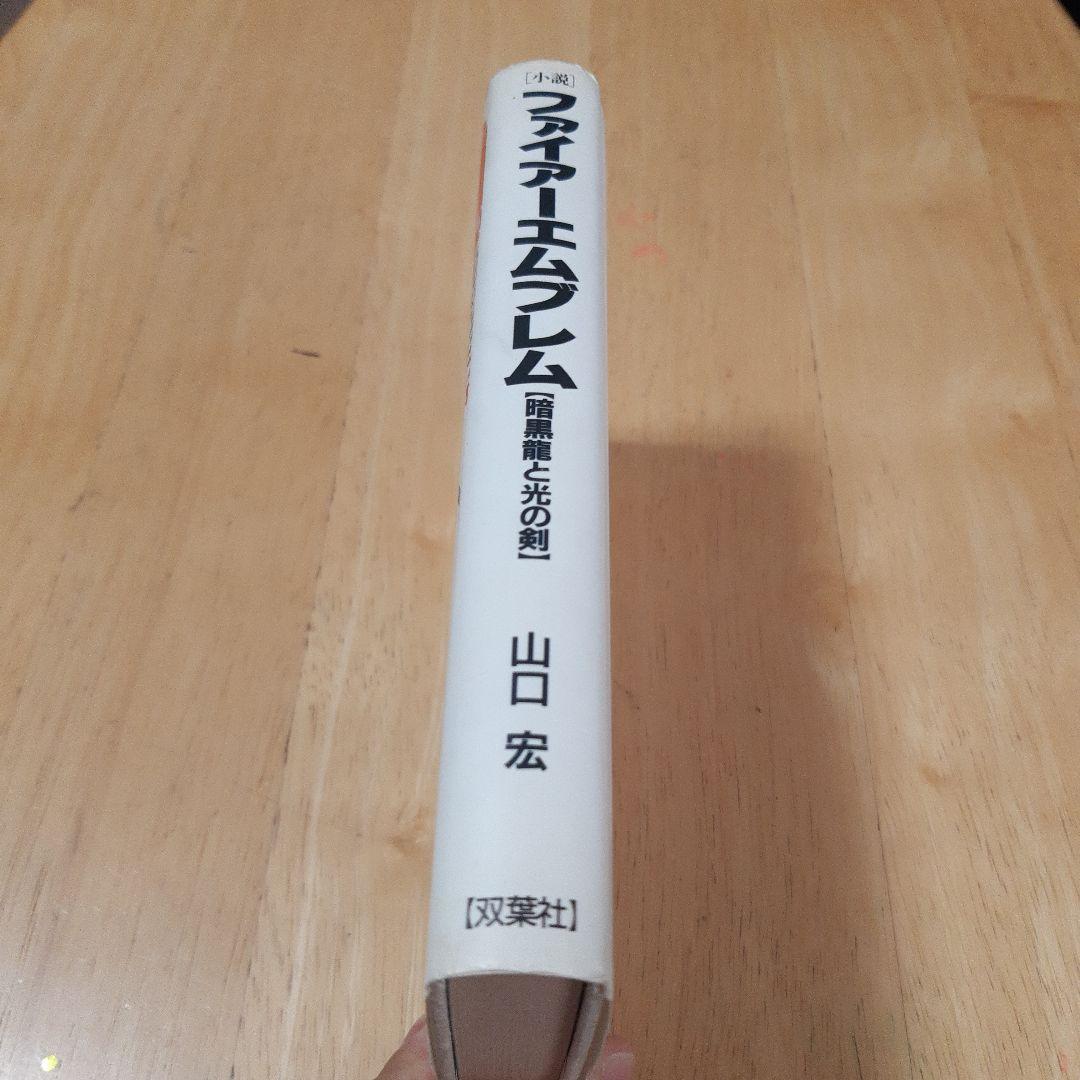 [小説]
ファイアーエムブレム
【暗黒龍と光の剣】
山口 宏
【双葉社】